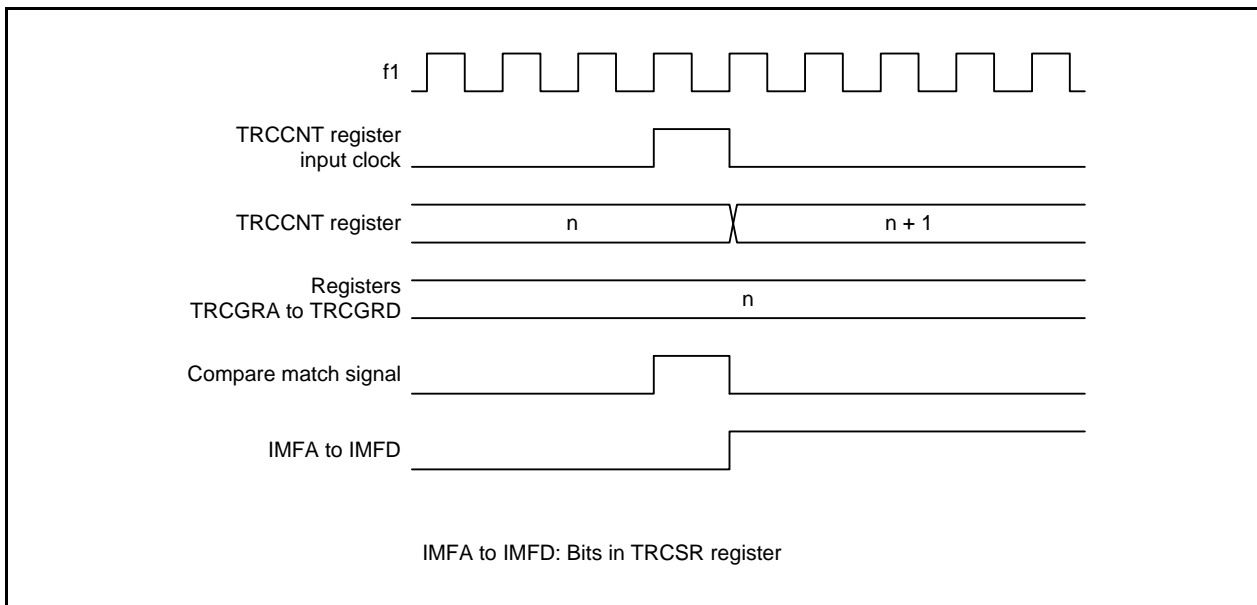 f1
TRCCNT register
input clock
TRCCNT register
n
n + 1
Registers
TRCGRA to TRCGRD
n
Compare match signal
IMFA to IMFD
IMFA to IMFD: Bits in TRCSR register